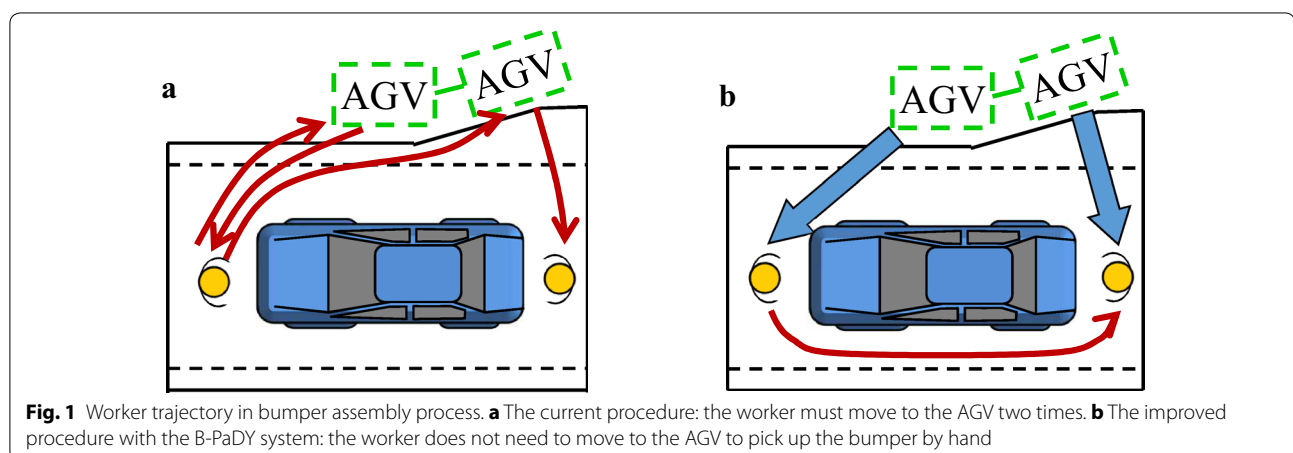 a
AGV
AGV
b
AGV
AGV
Fig. 1 Worker trajectory in bumper assembly process. a The current procedure: the worker must move to the AGV two times. b The improved
procedure with the B-PaDY system: the worker does not need to move to the AGV to pick up the bumper by hand